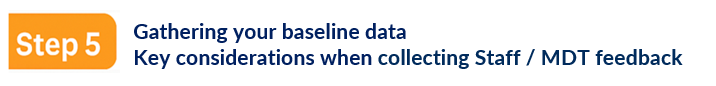 Step 5
Gathering your baseline data
Key considerations when collecting Staff / MDT feedback